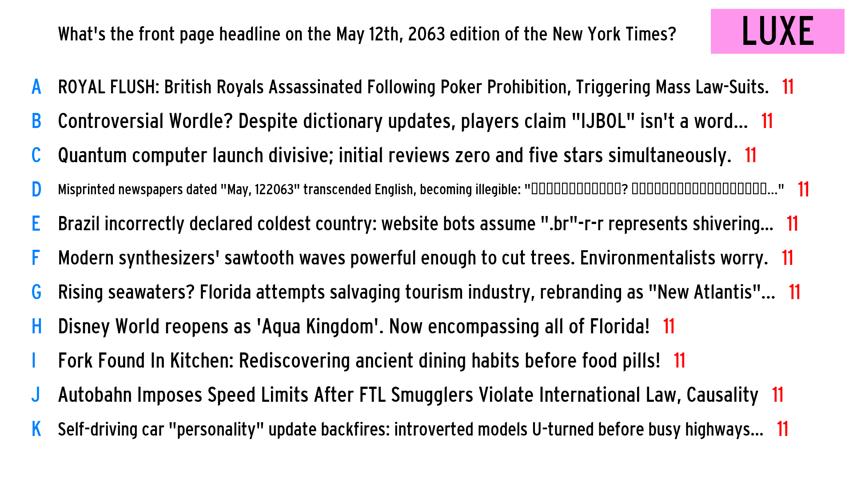 What's the front page headline on the May 12th, 2063 edition of the New York Times?
LUXE
A ROYAL FLUSH: British Royals Assassinated Following Poker Prohibition, Triggering Mass Law-Suits. 11
B Controversial Wordle? Despite dictionary updates, players claim "IJBOL" isn't a word... 11
C Quantum computer launch divisive; initial reviews zero and five stars simultaneously. 11
D Misprinted newspapers dated "May, 122063" transcended English, becoming illegible: "▯▯▯▯▯▯▯▯▯▯▯▯▯? ▯▯▯▯▯▯▯▯▯▯▯▯▯▯▯▯▯▯▯..." 11
E Brazil incorrectly declared coldest country: website bots assume ".br"-r-r represents shivering... 11
F Modern synthesizers' sawtooth waves powerful enough to cut trees. Environmentalists worry. 11
G Rising seawaters? Florida attempts salvaging tourism industry, rebranding as "New Atlantis"... 11
H Disney World reopens as 'Aqua Kingdom'. Now encompassing all of Florida! 11
I Fork Found In Kitchen: Rediscovering ancient dining habits before food pills! 11
J Autobahn Imposes Speed Limits After FTL Smugglers Violate International Law, Causality 11
K Self-driving car "personality" update backfires: introverted models U-turned before busy highways... 11